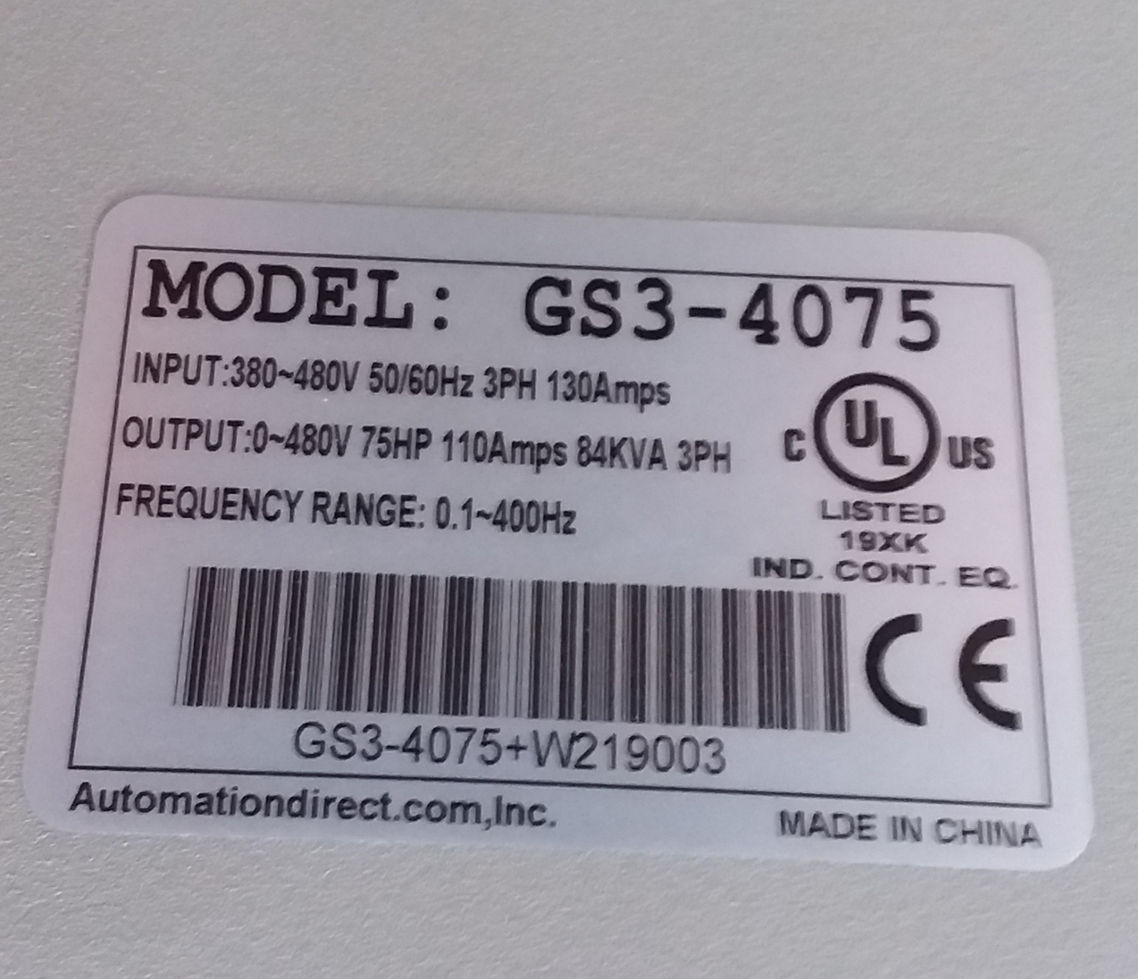 MODEL: GS3-4075
INPUT:380~480V 50/60Hz 3PH 130Amps
OUTPUT:0~480V 75HP 110Amps 84KVA 3PH
FREQUENCY RANGE: 0.1~400Hz
C UL US
LISTED
19XK
IND. CONT. EQ.
CE
GS3-4075+W219003
Automationdirect.com,Inc.
MADE IN CHINA